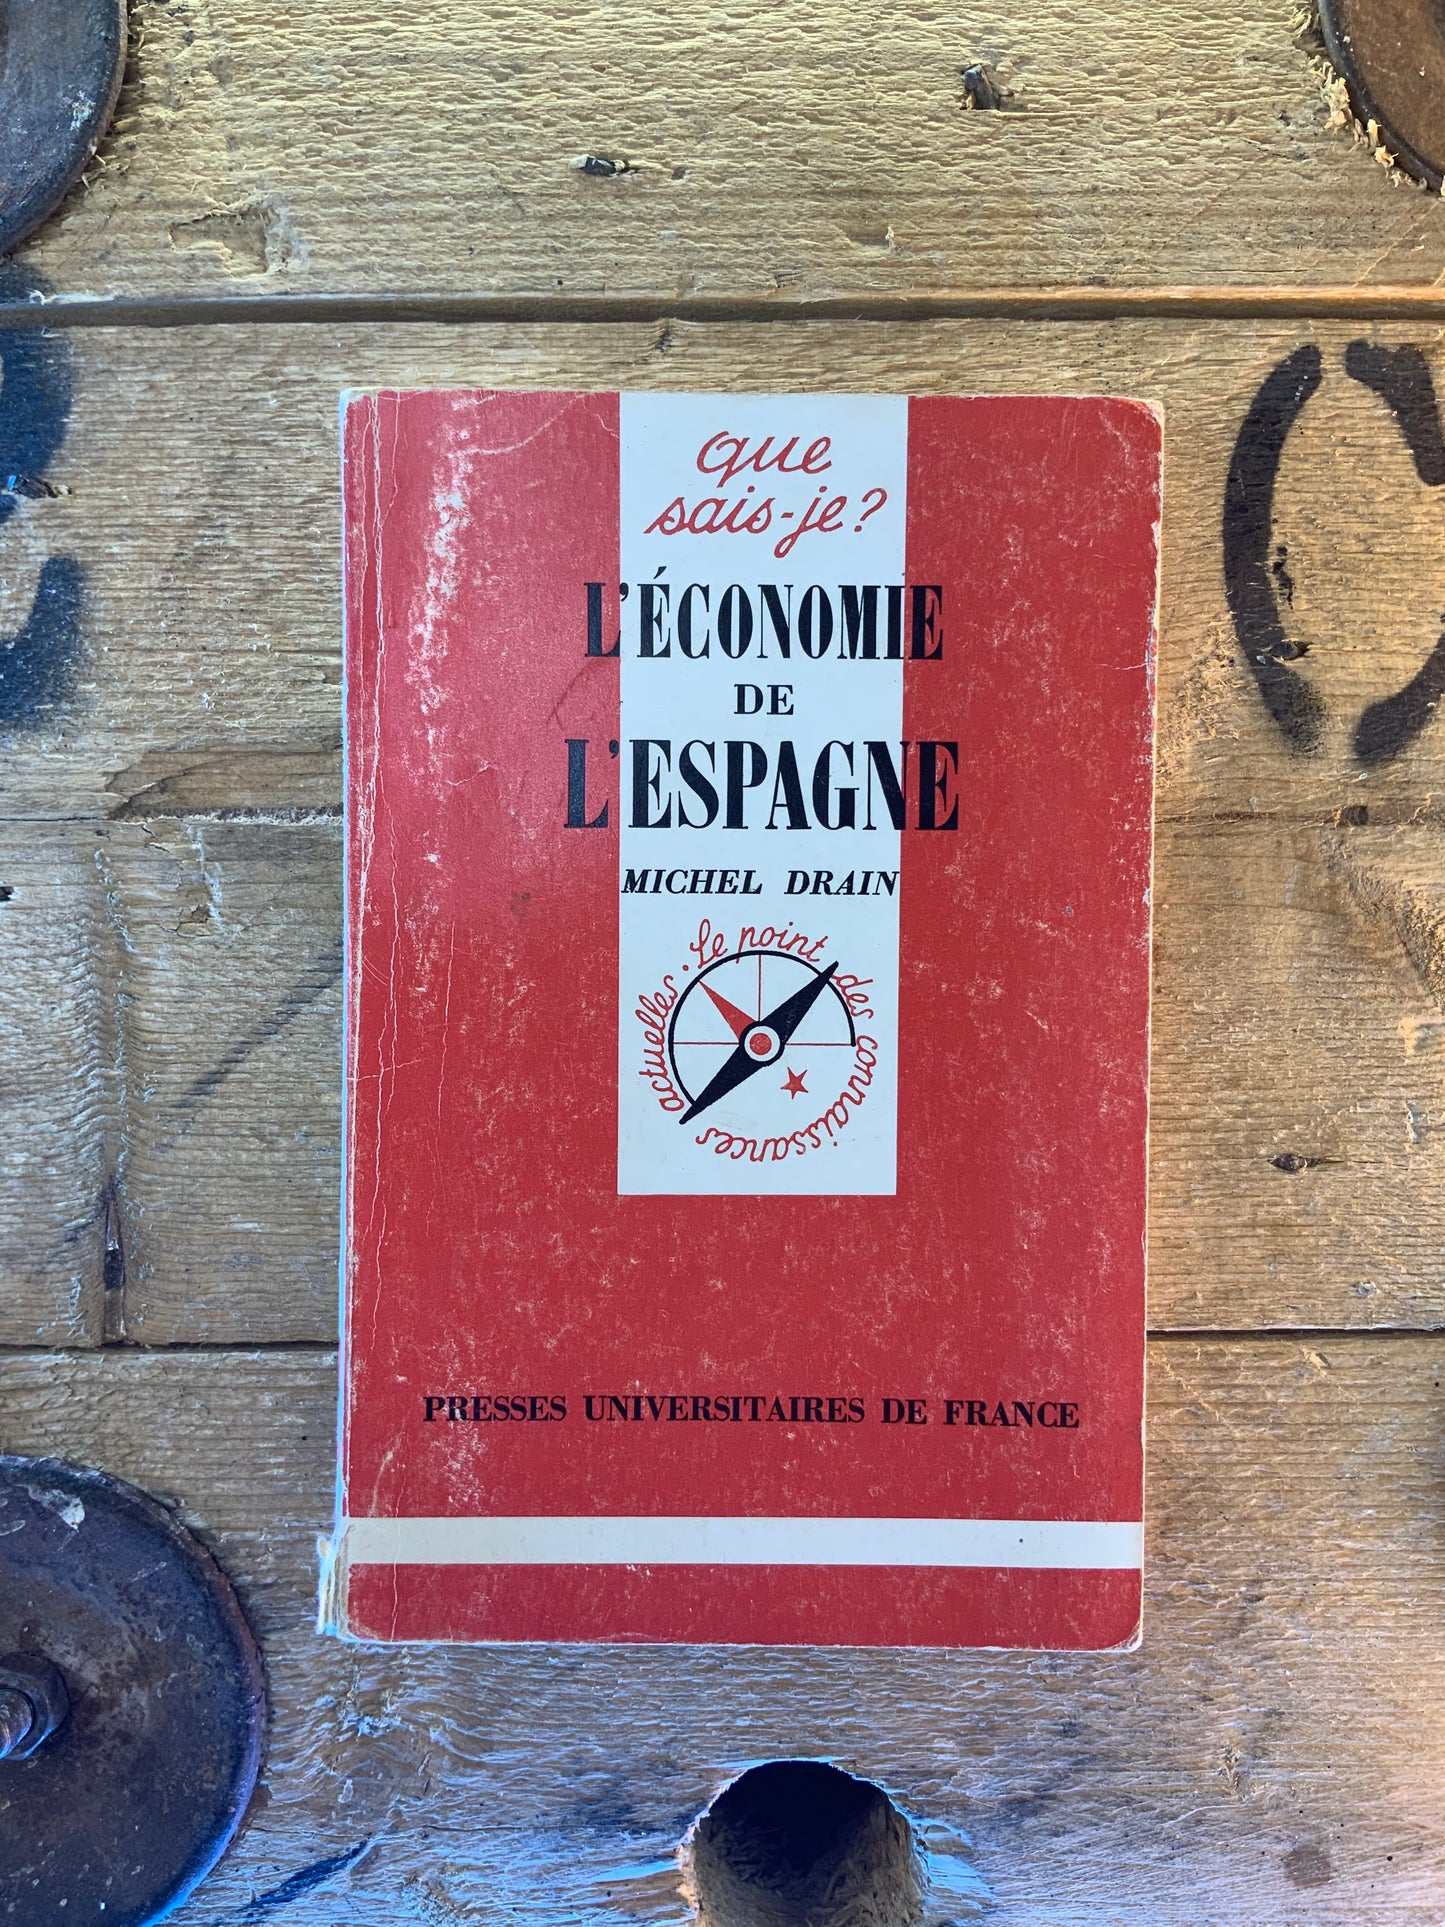 que
sais-je?
L'ÉCONOMIE
DE
L'ESPAGNE
MICHEL DRAIN
Le point des connaissances actuelles.
PRESSES UNIVERSITAIRES DE FRANCE